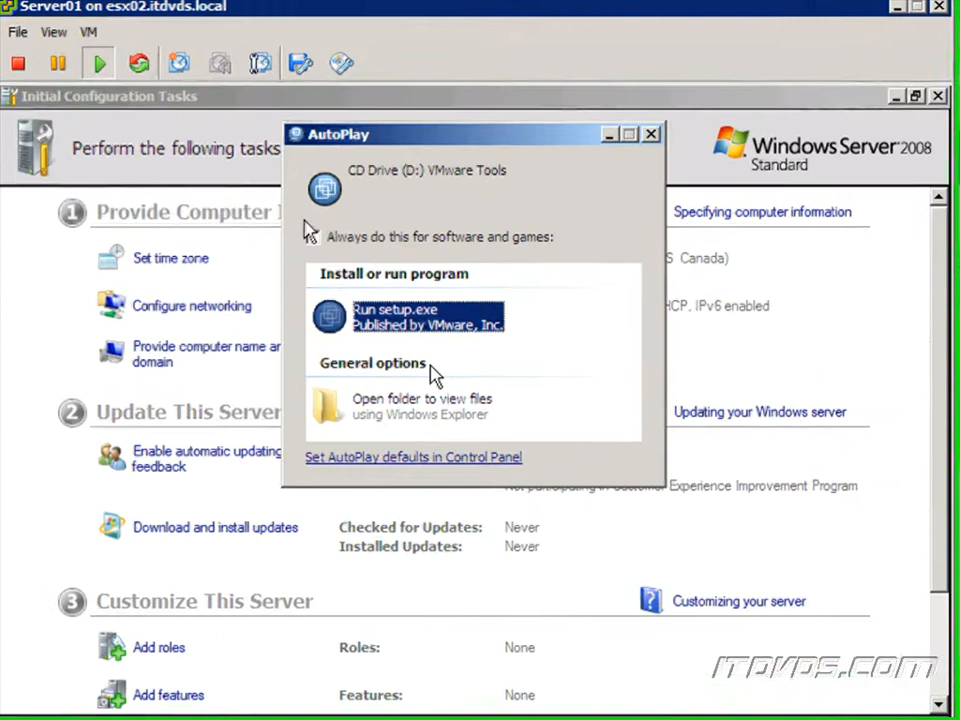 Server01 on esx02.itdvds.local
File View VM
Initial Configuration Tasks
Perform the following tasks
Windows Server 2008
Standard
AutoPlay
CD Drive (D:) VMware Tools
Always do this for software and games:
Install or run program
Run setup.exe
Published by VMware, Inc.
General options
Open folder to view files
using Windows Explorer
Set AutoPlay defaults in Control Panel
1 Provide Computer I
Specifying computer information
Set time zone
S Canada)
Configure networking
HCP, IPv6 enabled
Provide computer name ar
domain
2 Update This Server
Updating your Windows server
Enable automatic updating
feedback
Not participating in Customer Experience Improvement Program
Download and install updates
Checked for Updates: Never
Installed Updates: Never
3 Customize This Server
Customizing your server
Add roles
Roles: None
Add features
Features: None
ITDVDS.COM